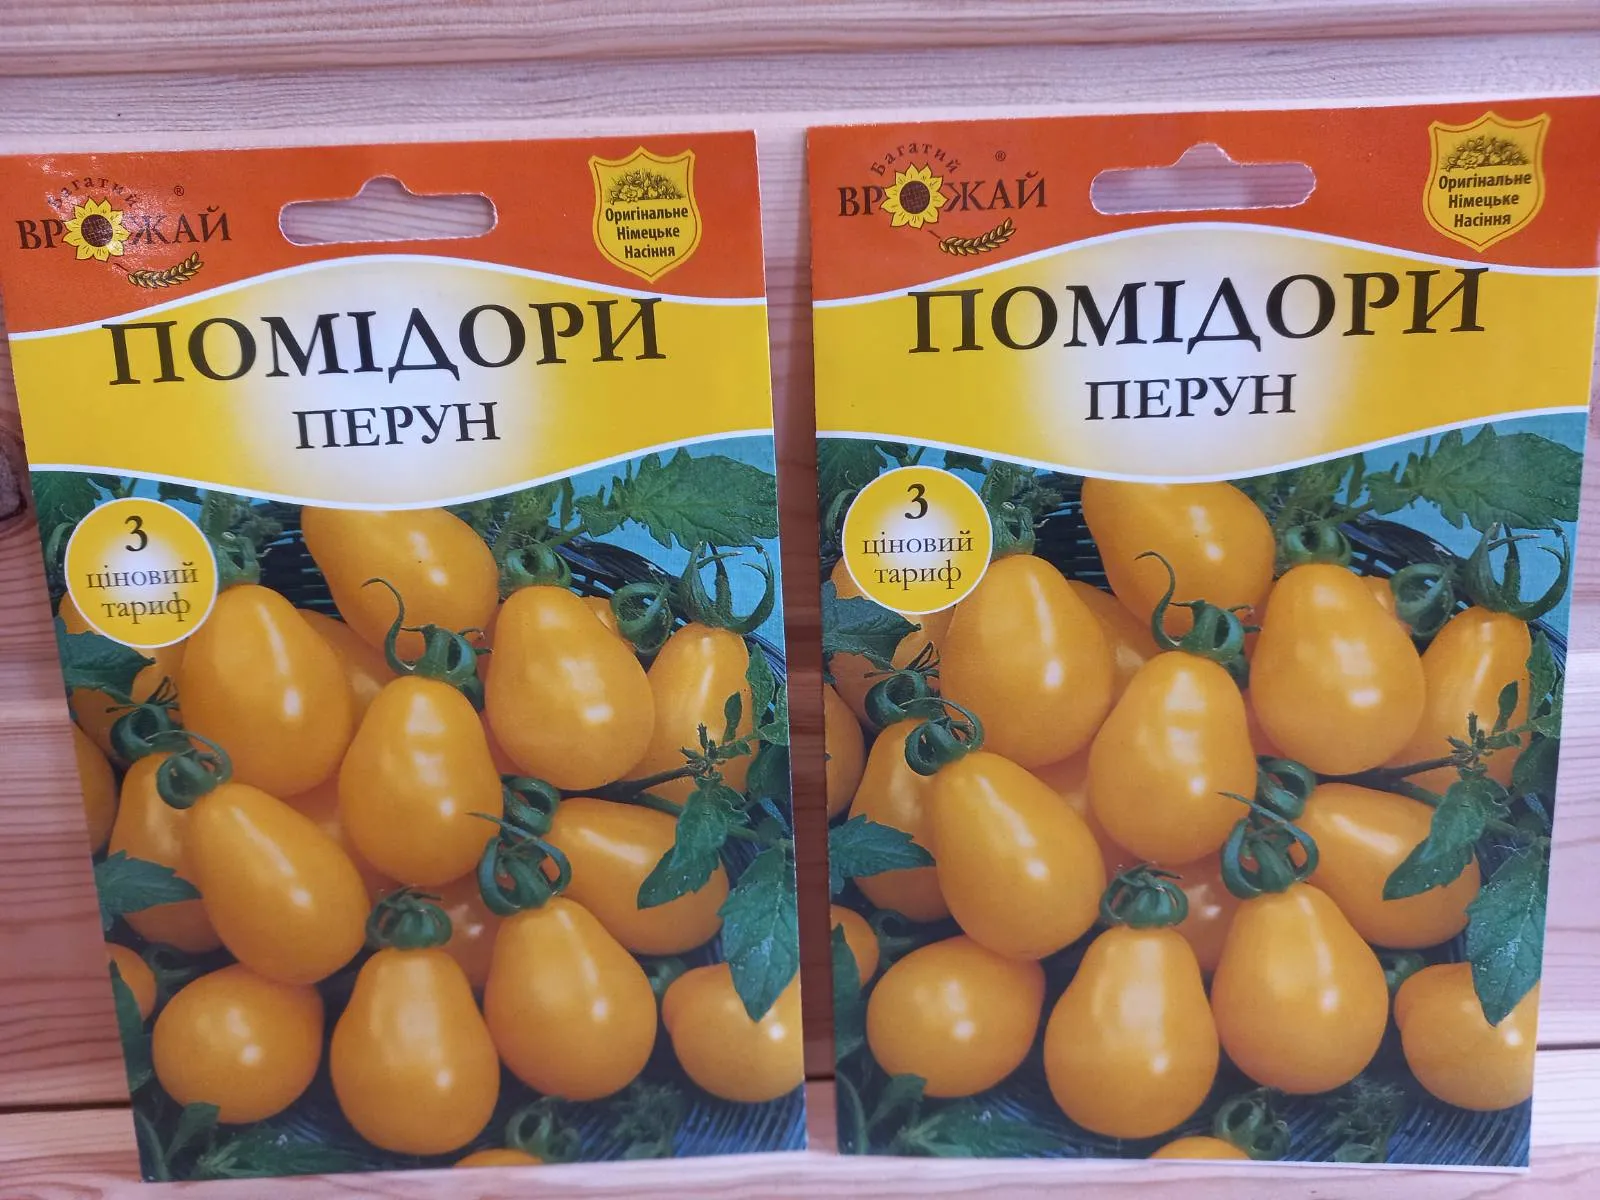 Багатий ®
ВРОЖАЙ
Оригінальне
Німецьке
Насіння
ПОМІДОРИ
ПЕРУН
3
ціновий
тариф
Багатий ®
ВРОЖАЙ
Оригінальне
Німецьке
Насіння
ПОМІДОРИ
ПЕРУН
3
ціновий
тариф